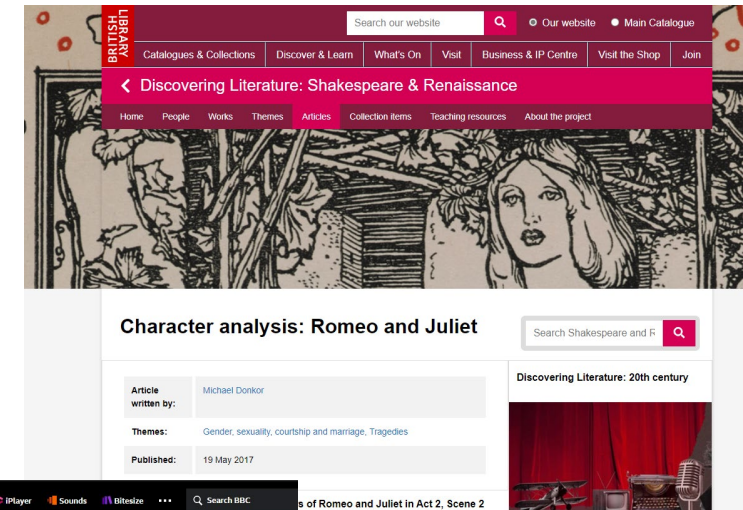 BRITISH
LIBRARY
Search our website
Our website
Main Catalogue
Catalogues & Collections
Discover & Learn
What's On
Visit
Business & IP Centre
Visit the Shop
Join
Discovering Literature: Shakespeare & Renaissance
Home
People
Works
Themes
Articles
Collection items
Teaching resources
About the project
Character analysis: Romeo and Juliet
Search Shakespeare and R
Article
written by:
Michael Donkor
Themes:
Gender, sexuality, courtship and marriage, Tragedies
Published:
19 May 2017
Discovering Literature: 20th century
iPlayer
Sounds
Bitesize
Search BBC
s of Romeo and Juliet in Act 2, Scene 2